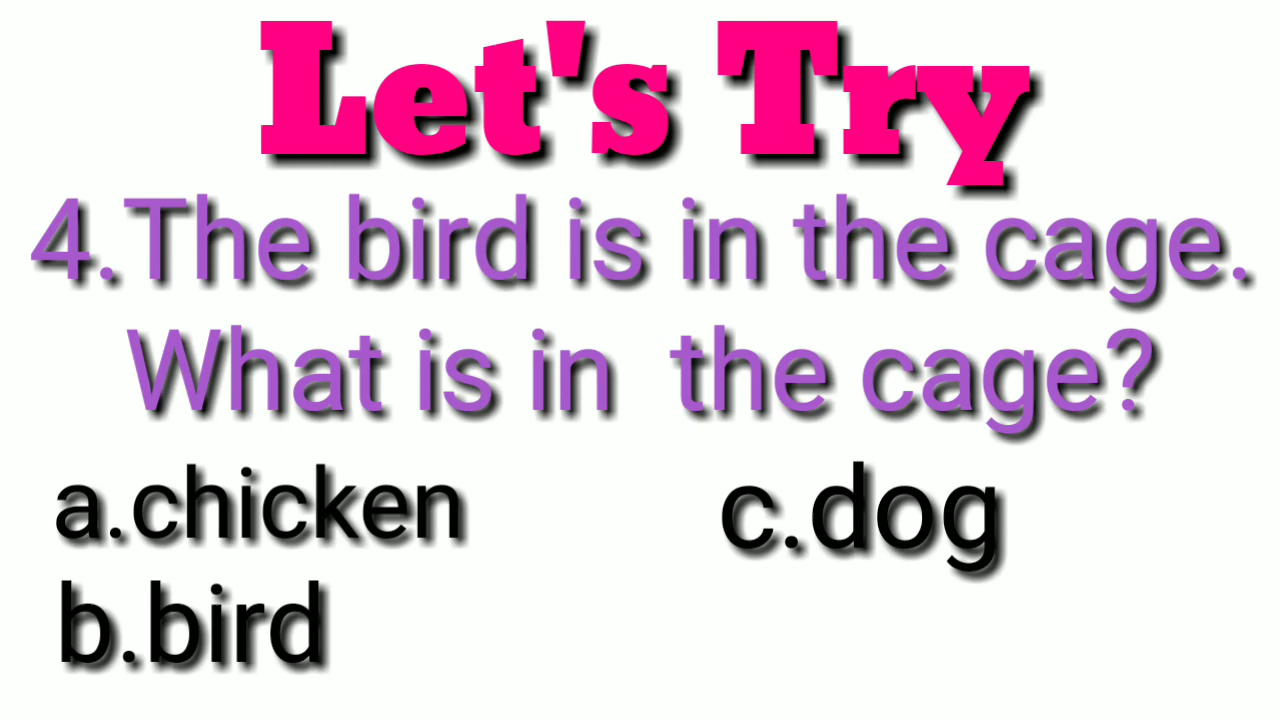 Let's Try
4.The bird is in the cage.
What is in the cage?
a.chicken
b.bird
c.dog